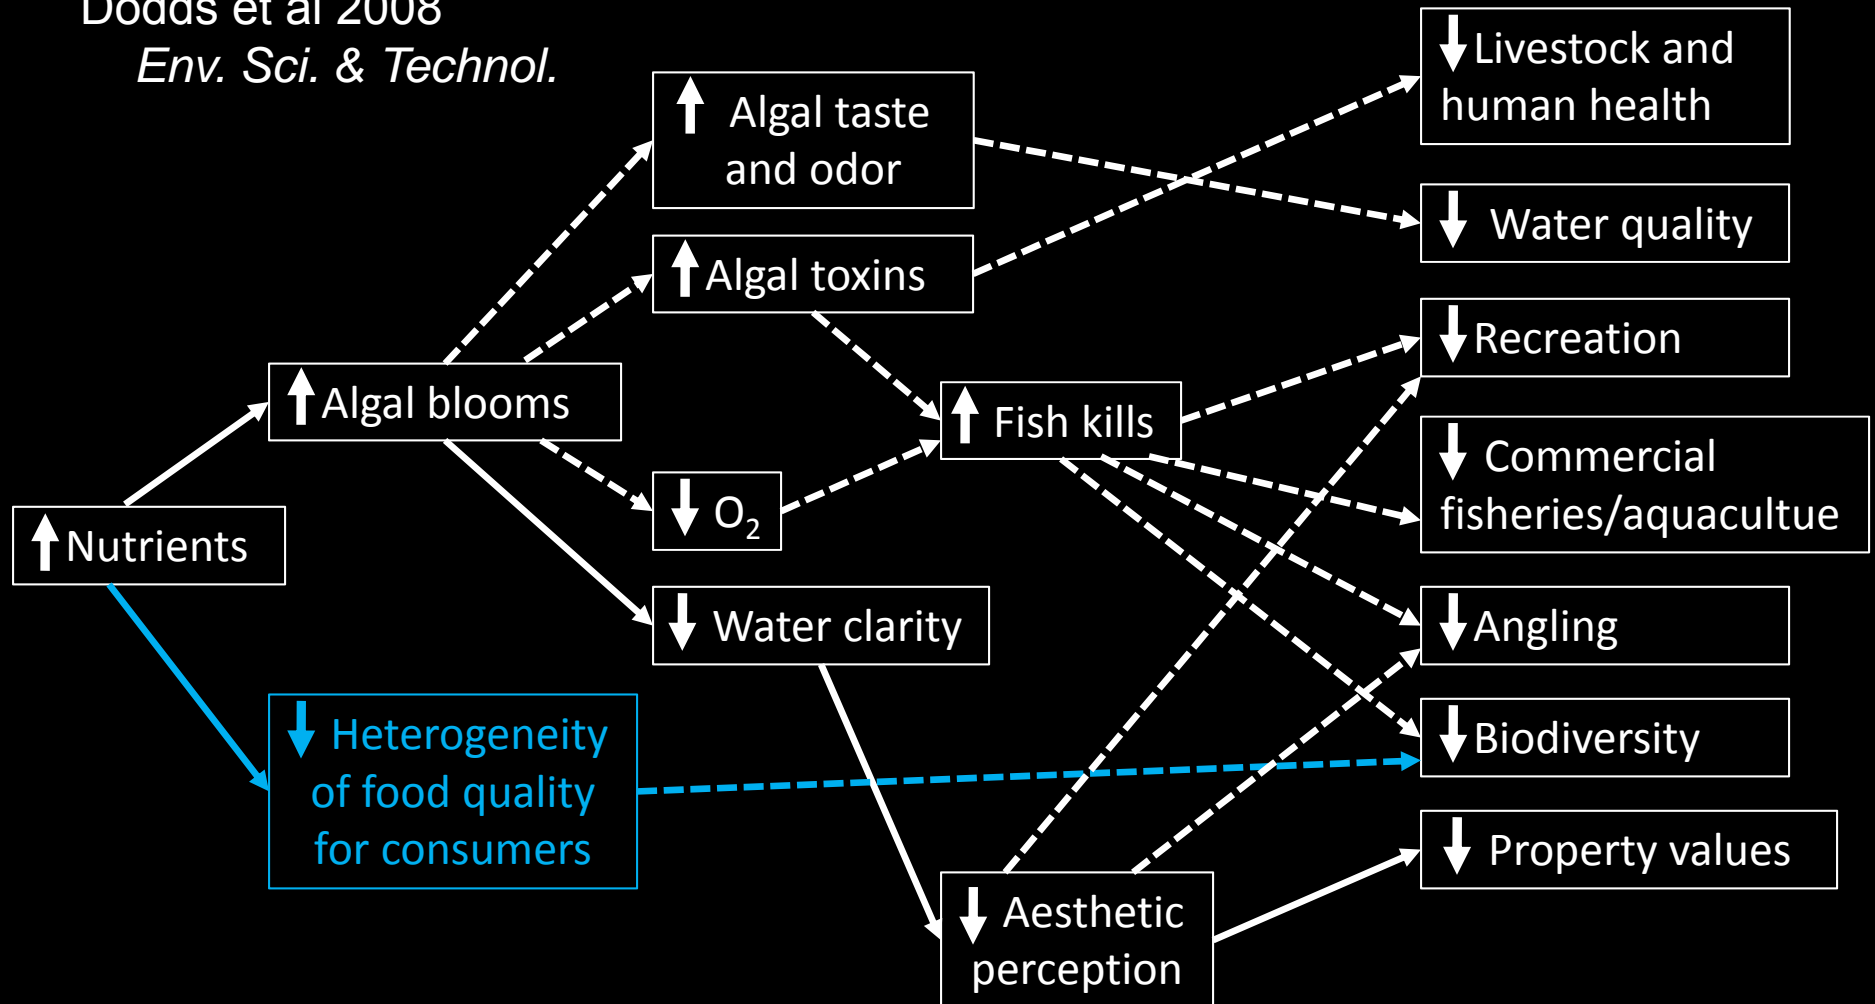 Dodds et al 2008
Env. Sci. & Technol.
Nutrients
Algal blooms
Heterogeneity
of food quality
for consumers
Algal taste
and odor
Algal toxins
O₂
Water clarity
Fish kills
Aesthetic
perception
Livestock and
human health
Water quality
Recreation
Commercial
fisheries/aquacultue
Angling
Biodiversity
Property values